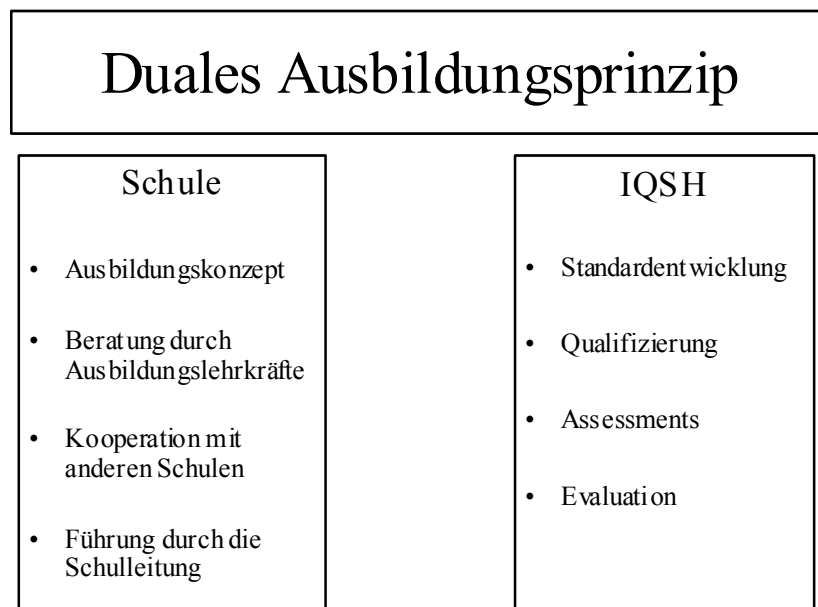 Duales Ausbildungsprinzip
Schule
• Ausbildungskonzept
• Beratung durch
Ausbildungslehrkräfte
• Kooperation mit
anderen Schulen
• Führung durch die
Schulleitung
IQSH
• Standardentwicklung
• Qualifizierung
• Assessments
• Evaluation